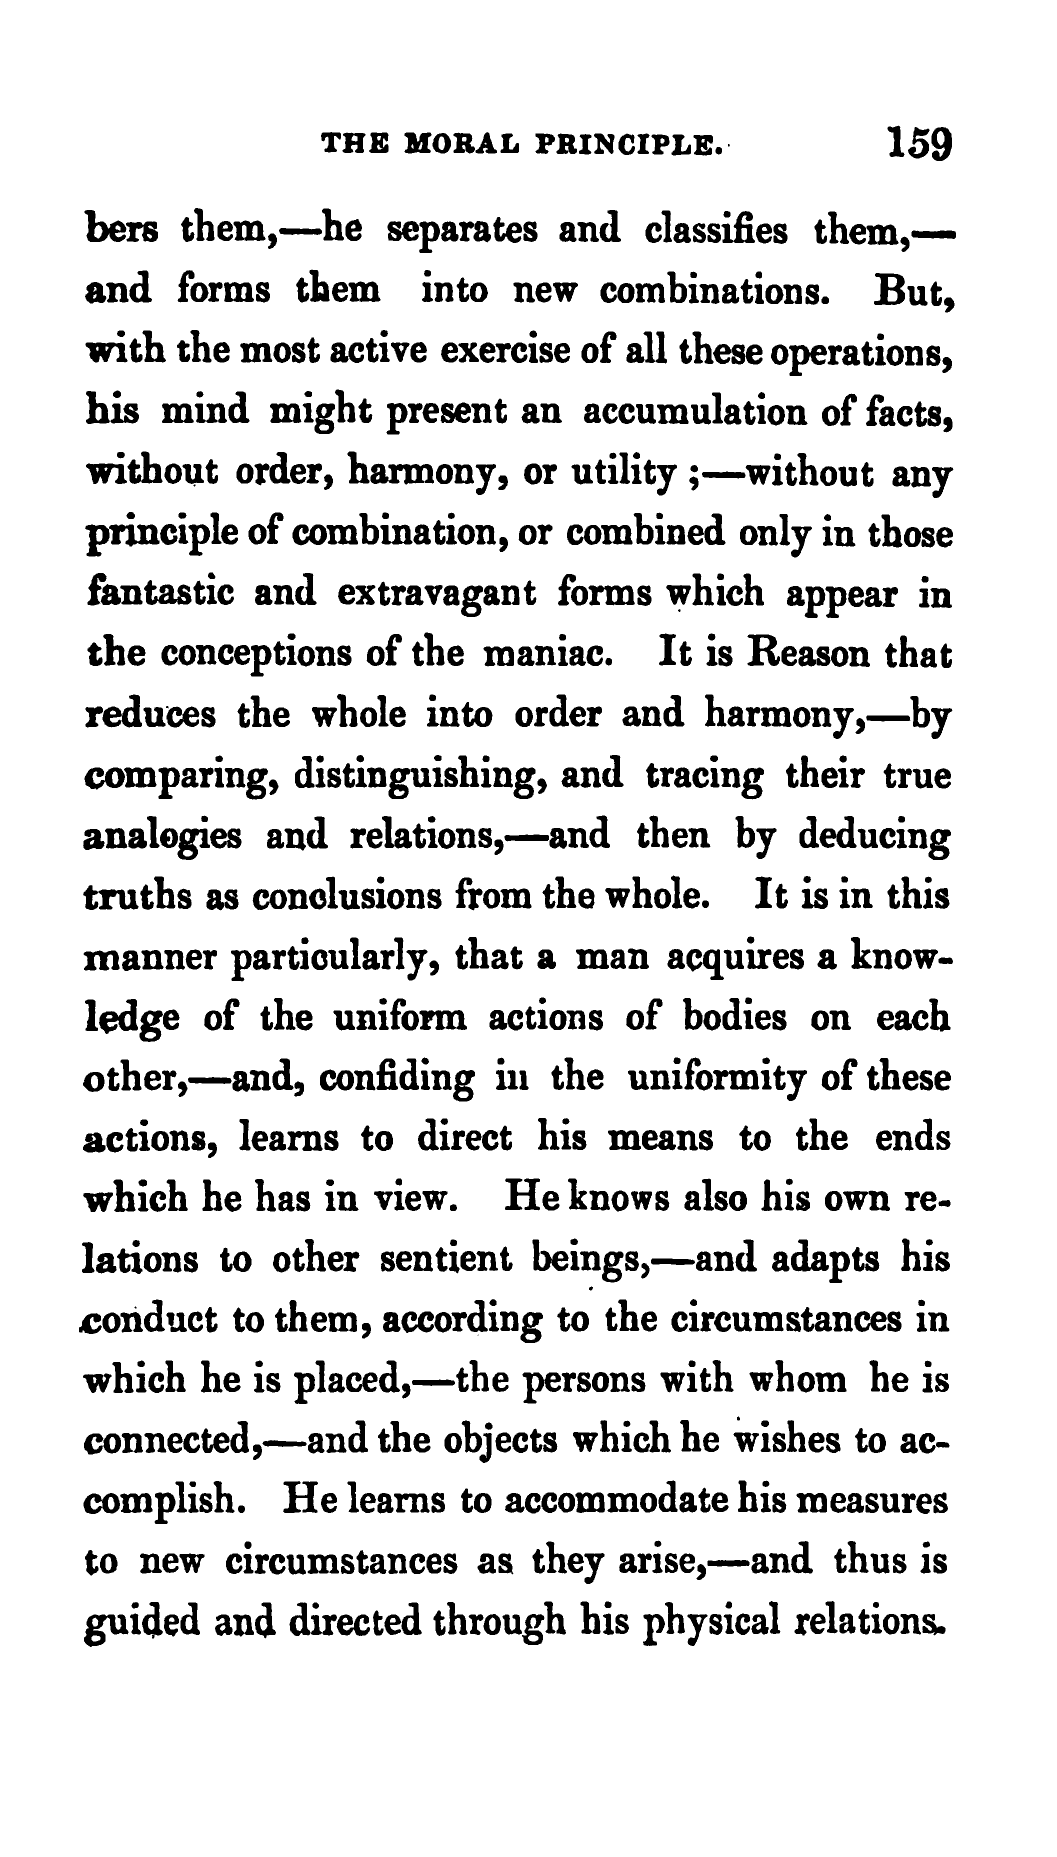 THE MORAL PRINCIPLE. 159
bers them,—he separates and classifies them,—
and forms them into new combinations. But,
with the most active exercise of all these operations,
his mind might present an accumulation of facts,
without order, harmony, or utility ;—without any
principle of combination, or combined only in those
fantastic and extravagant forms which appear in
the conceptions of the maniac. It is Reason that
reduces the whole into order and harmony,—by
comparing, distinguishing, and tracing their true
analogies and relations,—and then by deducing
truths as conclusions from the whole. It is in this
manner particularly, that a man acquires a know-
ledge of the uniform actions of bodies on each
other,—and, confiding in the uniformity of these
actions, learns to direct his means to the ends
which he has in view. He knows also his own re-
lations to other sentient beings,—and adapts his
conduct to them, according to the circumstances in
which he is placed,—the persons with whom he is
connected,—and the objects which he wishes to ac-
complish. He learns to accommodate his measures
to new circumstances as they arise,—and thus is
guided and directed through his physical relations.